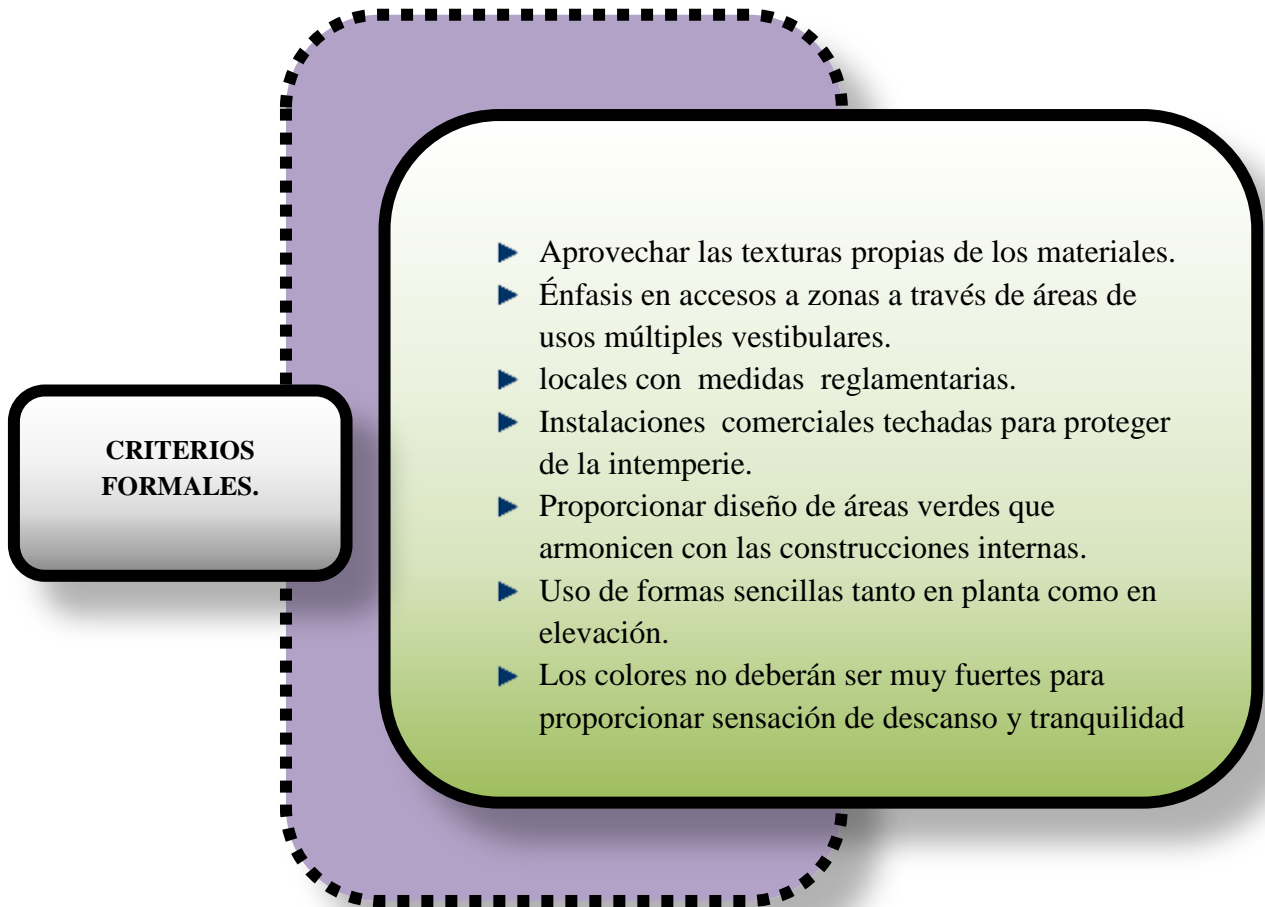 CRITERIOS
FORMALES.
Aprovechar las texturas propias de los materiales.
Énfasis en accesos a zonas a través de áreas de
usos múltiples vestibulares.
locales con medidas reglamentarias.
Instalaciones comerciales techadas para proteger
de la intemperie.
Proporcionar diseño de áreas verdes que
armonicen con las construcciones internas.
Uso de formas sencillas tanto en planta como en
elevación.
Los colores no deberán ser muy fuertes para
proporcionar sensación de descanso y tranquilidad